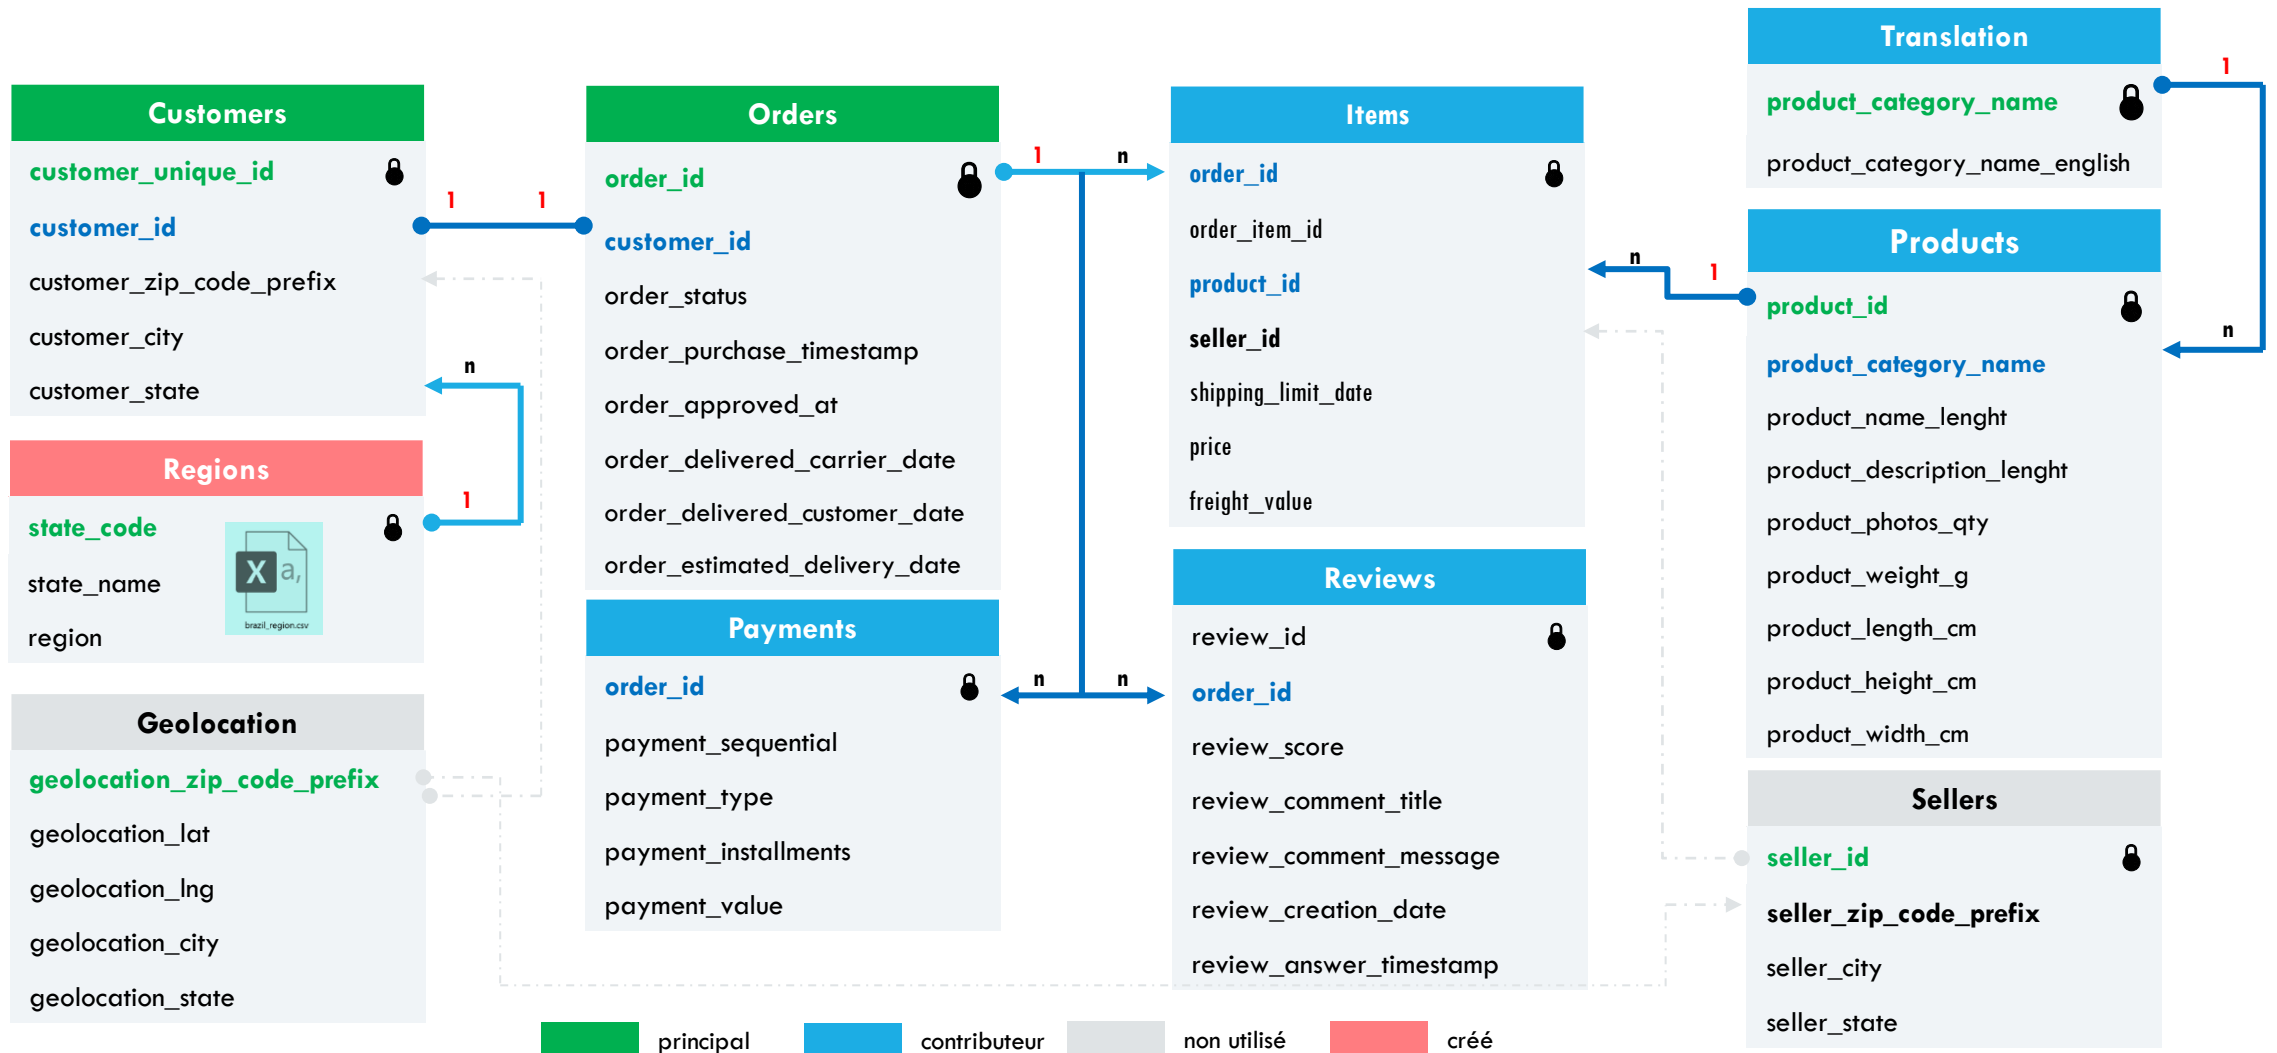 Customers
customer_unique_id
customer_id
customer_zip_code_prefix
customer_city
customer_state
1
1
n
Regions
state_code
state_name
region
1
X a,
brazil_region.csv
Geolocation
geolocation_zip_code_prefix
geolocation_lat
geolocation_lng
geolocation_city
geolocation_state
Orders
order_id
customer_id
order_status
order_purchase_timestamp
order_approved_at
order_delivered_carrier_date
order_delivered_customer_date
order_estimated_delivery_date
1
n
Payments
order_id
payment_sequential
payment_type
payment_installments
payment_value
n
n
Items
order_id
order_item_id
product_id
seller_id
shipping_limit_date
price
freight_value
n
1
Reviews
review_id
order_id
review_score
review_comment_title
review_comment_message
review_creation_date
review_answer_timestamp
Translation
product_category_name
product_category_name_english
1
n
Products
product_id
product_category_name
product_name_lenght
product_description_lenght
product_photos_qty
product_weight_g
product_length_cm
product_height_cm
product_width_cm
Sellers
seller_id
seller_zip_code_prefix
seller_city
seller_state
principal
contributeur
non utilisé
créé